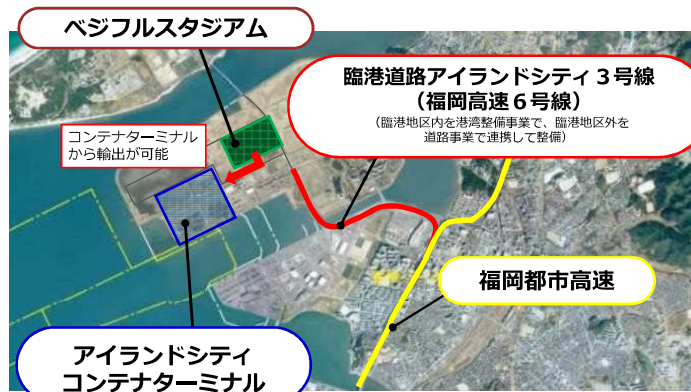 ベジフルスタジアム
臨港道路アイランドシティ３号線
（福岡高速６号線）
（臨港地区内を港湾整備事業で、臨港地区外を
道路事業で連携して整備）
コンテナターミナル
から輸出が可能
福岡都市高速
アイランドシティ
コンテナターミナル